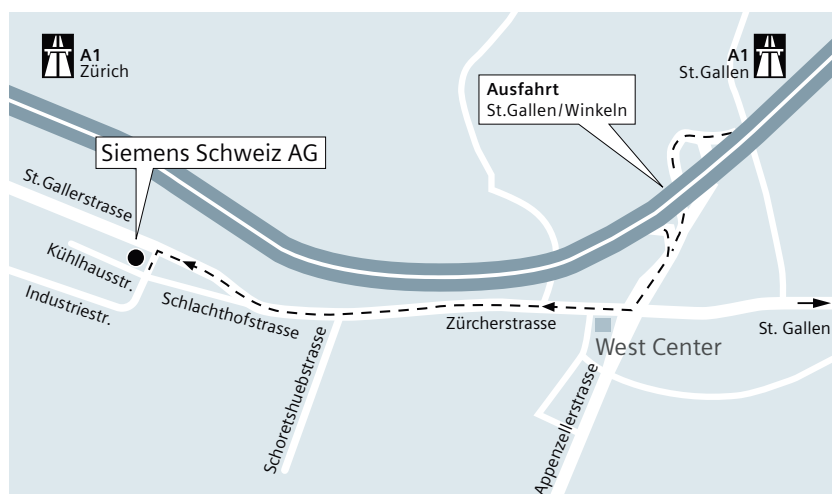 A1
Zürich
A1
St.Gallen
Ausfahrt
St.Gallen/Winkeln
Siemens Schweiz AG
St.Gallerstrasse
Kühlhausstr.
Industriestr.
Schlachthofstrasse
Zürcherstrasse
St. Gallen
West Center
Schoretshuebstrasse
Appenzellerstrasse